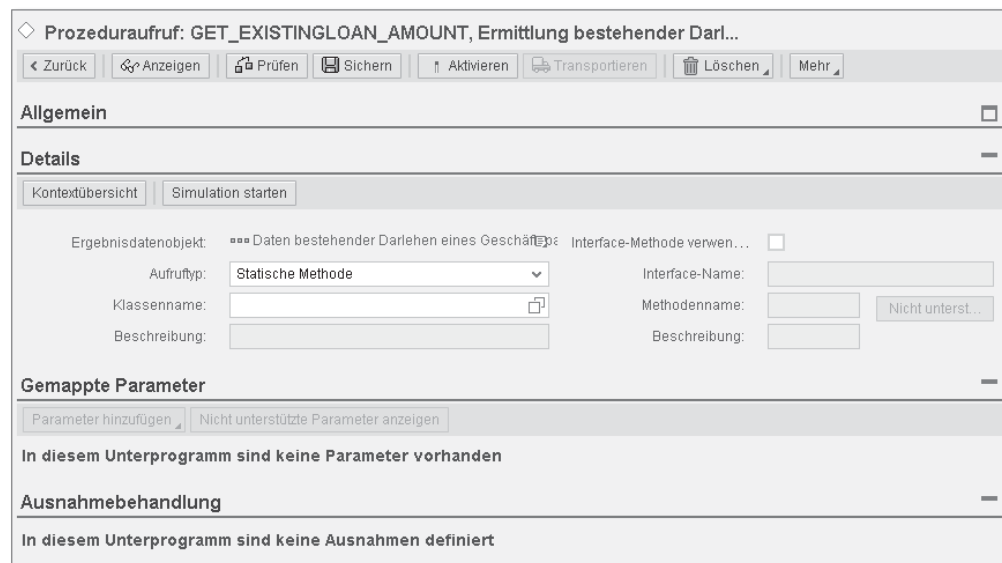 Prozeduraufruf: GET_EXISTINGLOAN_AMOUNT, Ermittlung bestehender Darl...
Zurück Anzeigen Prüfen Sichern Aktivieren Transportieren Löschen Mehr
Allgemein
Details
Kontextübersicht Simulation starten
Ergebnisdatenobjekt: Daten bestehender Darlehen eines Interface-Methode verwen...
Aufruftyp: Statische Methode Interface-Name:
Klassenname: Methodenname: Nicht unterst...
Beschreibung: Beschreibung:
Gemappte Parameter
Parameter hinzufügen Nicht unterstützte Parameter anzeigen
In diesem Unterprogramm sind keine Parameter vorhanden
Ausnahmebehandlung
In diesem Unterprogramm sind keine Ausnahmen definiert